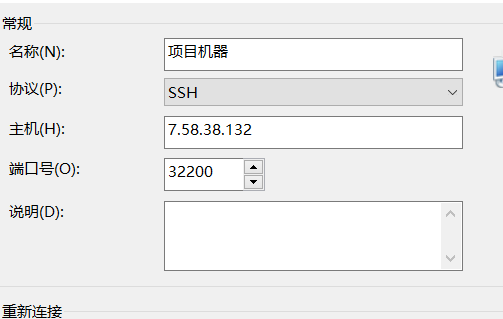 常规
名称(N): 项目机器
协议(P): SSH
主机(H): 7.58.38.132
端口号(O): 32200
说明(D):
重新连接